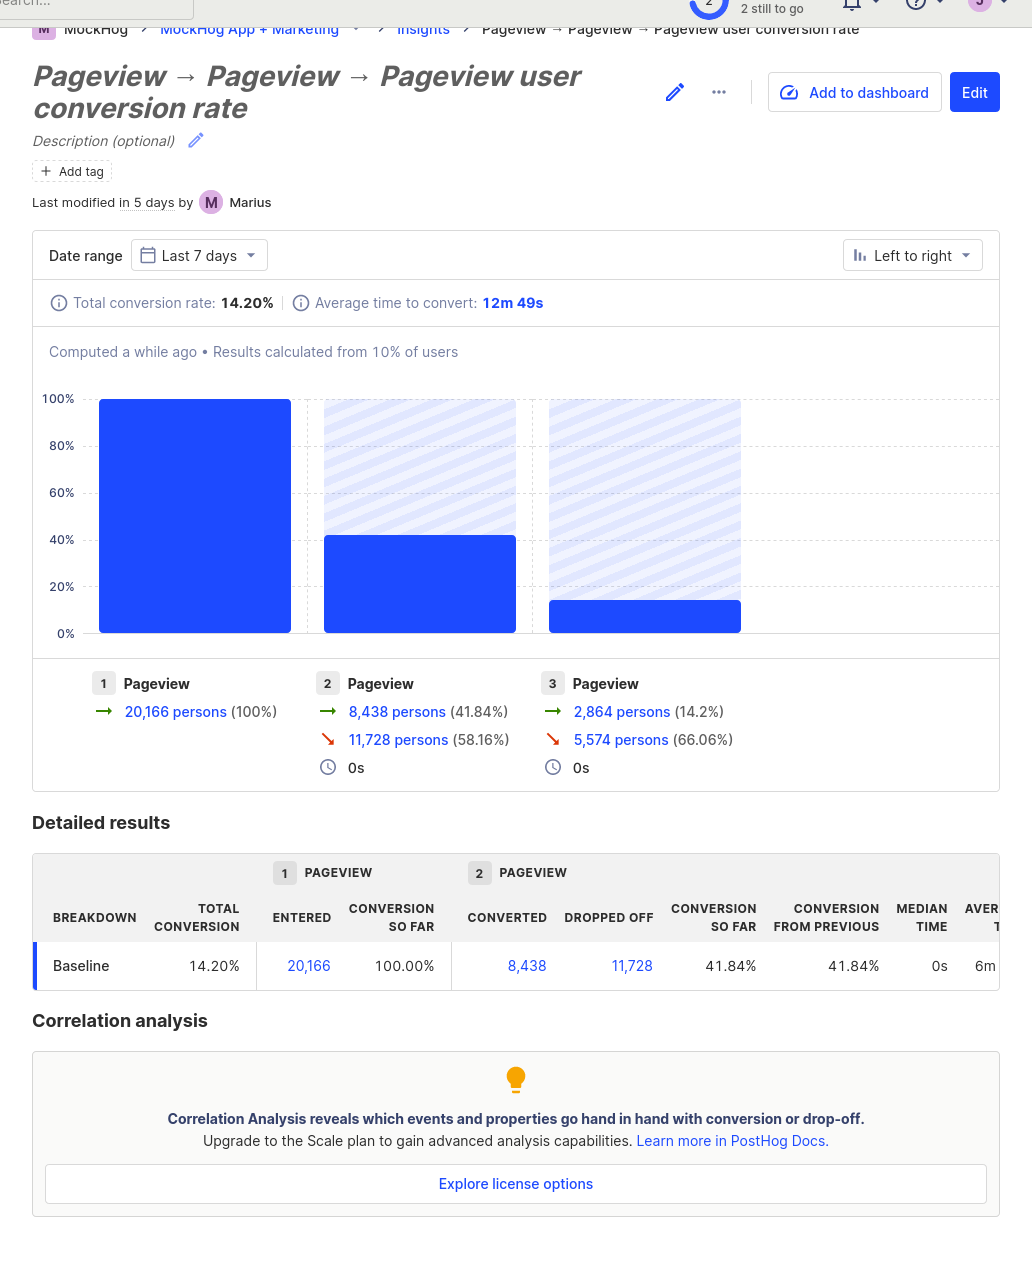 Search...
2
2 still to go
?
J
M MockHog
MockHog App + Marketing
Insights
Pageview → Pageview → Pageview user conversion rate
Pageview → Pageview → Pageview user
conversion rate
Add to dashboard
Edit
Description (optional)
Add tag
Last modified in 5 days by M Marius
Date range
Last 7 days
Left to right
Total conversion rate: 14.20%
Average time to convert: 12m 49s
Computed a while ago • Results calculated from 10% of users
100%
80%
60%
40%
20%
0%
1 Pageview
20,166 persons (100%)
2 Pageview
8,438 persons (41.84%)
11,728 persons (58.16%)
0s
3 Pageview
2,864 persons (14.2%)
5,574 persons (66.06%)
0s
Detailed results
1 PAGEVIEW
2 PAGEVIEW
BREAKDOWN
TOTAL
CONVERSION
ENTERED
CONVERSION
SO FAR
CONVERTED
DROPPED OFF
CONVERSION
SO FAR
CONVERSION
FROM PREVIOUS
MEDIAN
TIME
AVER
T
Baseline 14.20% 20,166 100.00% 8,438 11,728 41.84% 41.84% 0s 6m
Correlation analysis
Correlation Analysis reveals which events and properties go hand in hand with conversion or drop-off.
Upgrade to the Scale plan to gain advanced analysis capabilities. Learn more in PostHog Docs.
Explore license options